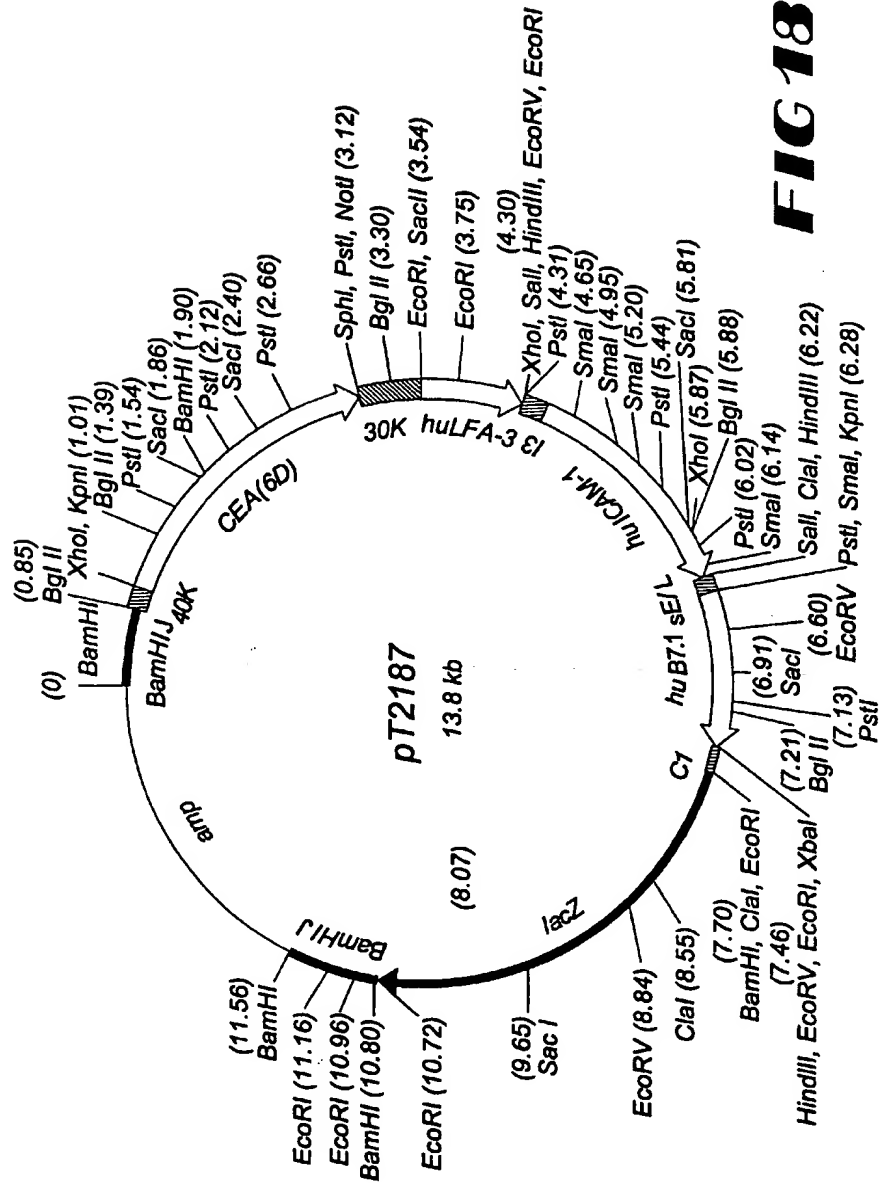 FIG 18
pT2187
13.8 kb
(0)
BamHI
(0.85)
Bgl II
XhoI, KpnI (1.01)
Bgl II (1.39)
PstI (1.54)
SacI (1.86)
BamHI (1.90)
PstI (2.12)
SacI (2.40)
PstI (2.66)
SphI, PstI, NotI (3.12)
Bgl II (3.30)
EcoRI, SacII (3.54)
EcoRI (3.75)
(4.30)
XhoI, SalI, HindIII, EcoRV, EcoRI
PstI (4.31)
SmaI (4.65)
SmaI (4.95)
SmaI (5.20)
PstI (5.44)
SacI (5.81)
XhoI (5.87)
Bgl II (5.88)
PstI (6.02)
SmaI (6.14)
SalI, ClaI, HindIII (6.22)
PstI, SmaI, KpnI (6.28)
(6.60)
EcoRV
(6.91)
SacI
(7.13)
PstI
(7.21)
Bgl II
(7.46)
HindIII, EcoRV, EcoRI, XbaI
(7.70)
BamHI, ClaI, EcoRI
ClaI (8.55)
EcoRV (8.84)
(9.65)
Sac I
EcoRI (10.72)
BamHI (10.80)
EcoRI (10.96)
EcoRI (11.16)
(11.56)
BamHI
BamHI J
40K
CEA(6D)
30K
huLFA-3
I3
huICAM-1
sE/L
hu B7.1
C1
(8.07)
lacZ
BamHI J
amp